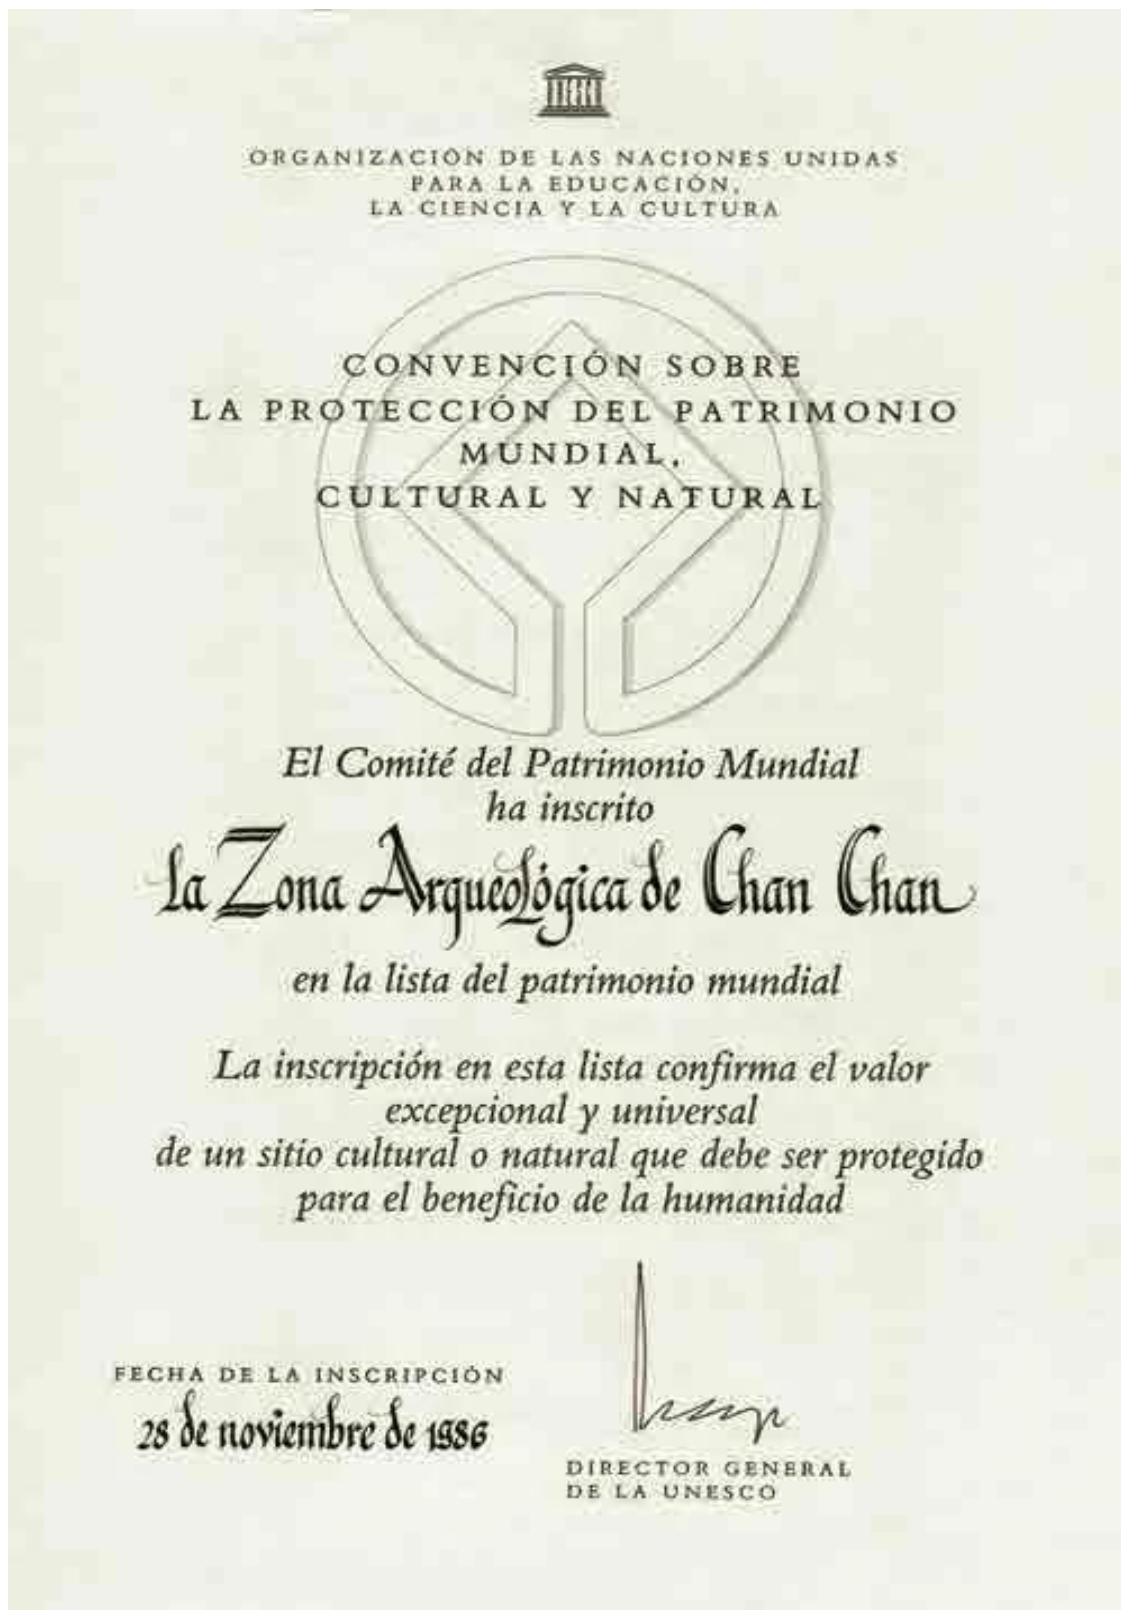 ORGANIZACIÓN DE LAS NACIONES UNIDAS
PARA LA EDUCACIÓN,
LA CIENCIA Y LA CULTURA
CONVENCIÓN SOBRE
LA PROTECCIÓN DEL PATRIMONIO
MUNDIAL,
CULTURAL Y NATURAL
El Comité del Patrimonio Mundial
ha inscrito
la Zona Arqueológica de Chan Chan
en la lista del patrimonio mundial
La inscripción en esta lista confirma el valor
excepcional y universal
de un sitio cultural o natural que debe ser protegido
para el beneficio de la humanidad
FECHA DE LA INSCRIPCIÓN
28 de noviembre de 1986
DIRECTOR GENERAL
DE LA UNESCO